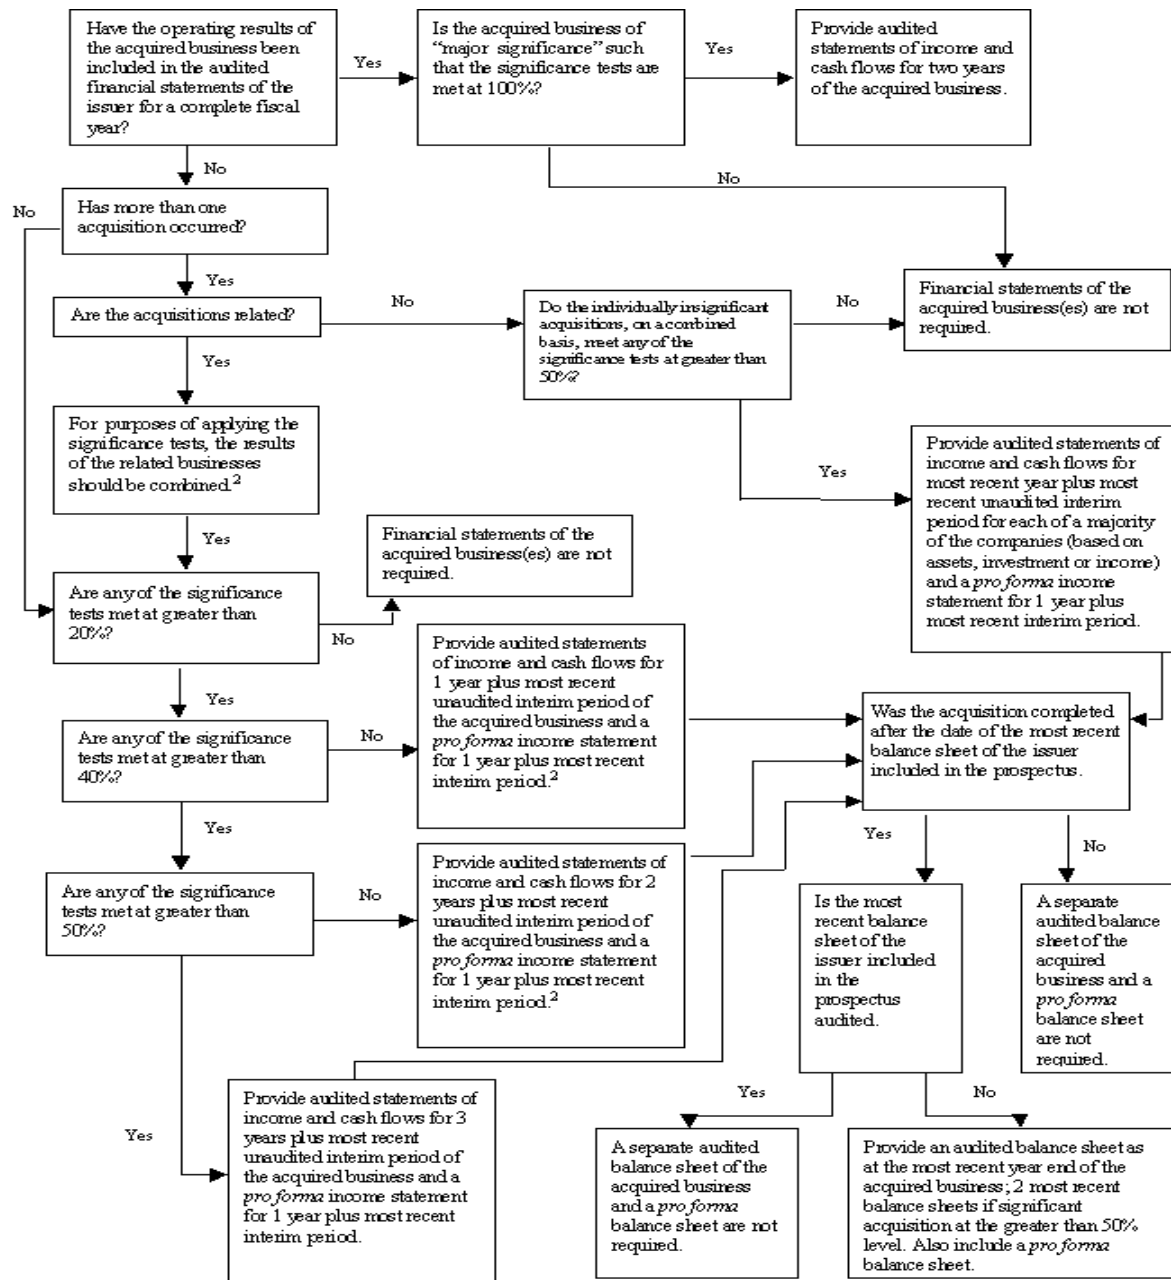 Have the operating results of
the acquired business been
included in the audited
financial statements of the
issuer for a complete fiscal
year?
Yes
Is the acquired business of
“major significance” such
that the significance tests are
met at 100%?
Yes
Provide audited
statements of income and
cash flows for two years
of the acquired business.
No
No
No
Has more than one
acquisition occurred?
Yes
Are the acquisitions related?
No
Do the individually insignificant
acquisitions, on a combined
basis, meet any of the
significance tests at greater than
50%?
No
Financial statements of the
acquired business(es) are not
required.
Yes
For purposes of applying the
significance tests, the results
of the related businesses
should be combined.2
Yes
Provide audited statements of
income and cash flows for
most recent year plus most
recent unaudited interim
period for each of a majority
of the companies (based on
assets, investment or income)
and a pro forma income
statement for 1 year plus
most recent interim period.
Yes
Financial statements of the
acquired business(es) are not
required.
Are any of the significance
tests met at greater than
20%?
No
Yes
Provide audited statements
of income and cash flows for
1 year plus most recent
unaudited interim period of
the acquired business and a
pro forma income statement
for 1 year plus most recent
interim period.2
Was the acquisition completed
after the date of the most recent
balance sheet of the issuer
included in the prospectus.
Are any of the significance
tests met at greater than
40%?
No
Yes
Yes
No
Provide audited statements of
income and cash flows for 2
years plus most recent
unaudited interim period of
the acquired business and a
pro forma income statement
for 1 year plus most recent
interim period.2
Are any of the significance
tests met at greater than
50%?
No
Is the most
recent balance
sheet of the
issuer included
in the
prospectus
audited.
A separate
audited balance
sheet of the
acquired
business and a
pro forma
balance sheet
are not
required.
Yes
Provide audited statements of
income and cash flows for 3
years plus most recent
unaudited interim period of
the acquired business and a
pro forma income statement
for 1 year plus most recent
interim period.
Yes
No
A separate audited
balance sheet of the
acquired business
and a pro forma
balance sheet are not
required.
Provide an audited balance sheet as
at the most recent year end of the
acquired business; 2 most recent
balance sheets if significant
acquisition at the greater than 50%
level. Also include a pro forma
balance sheet.